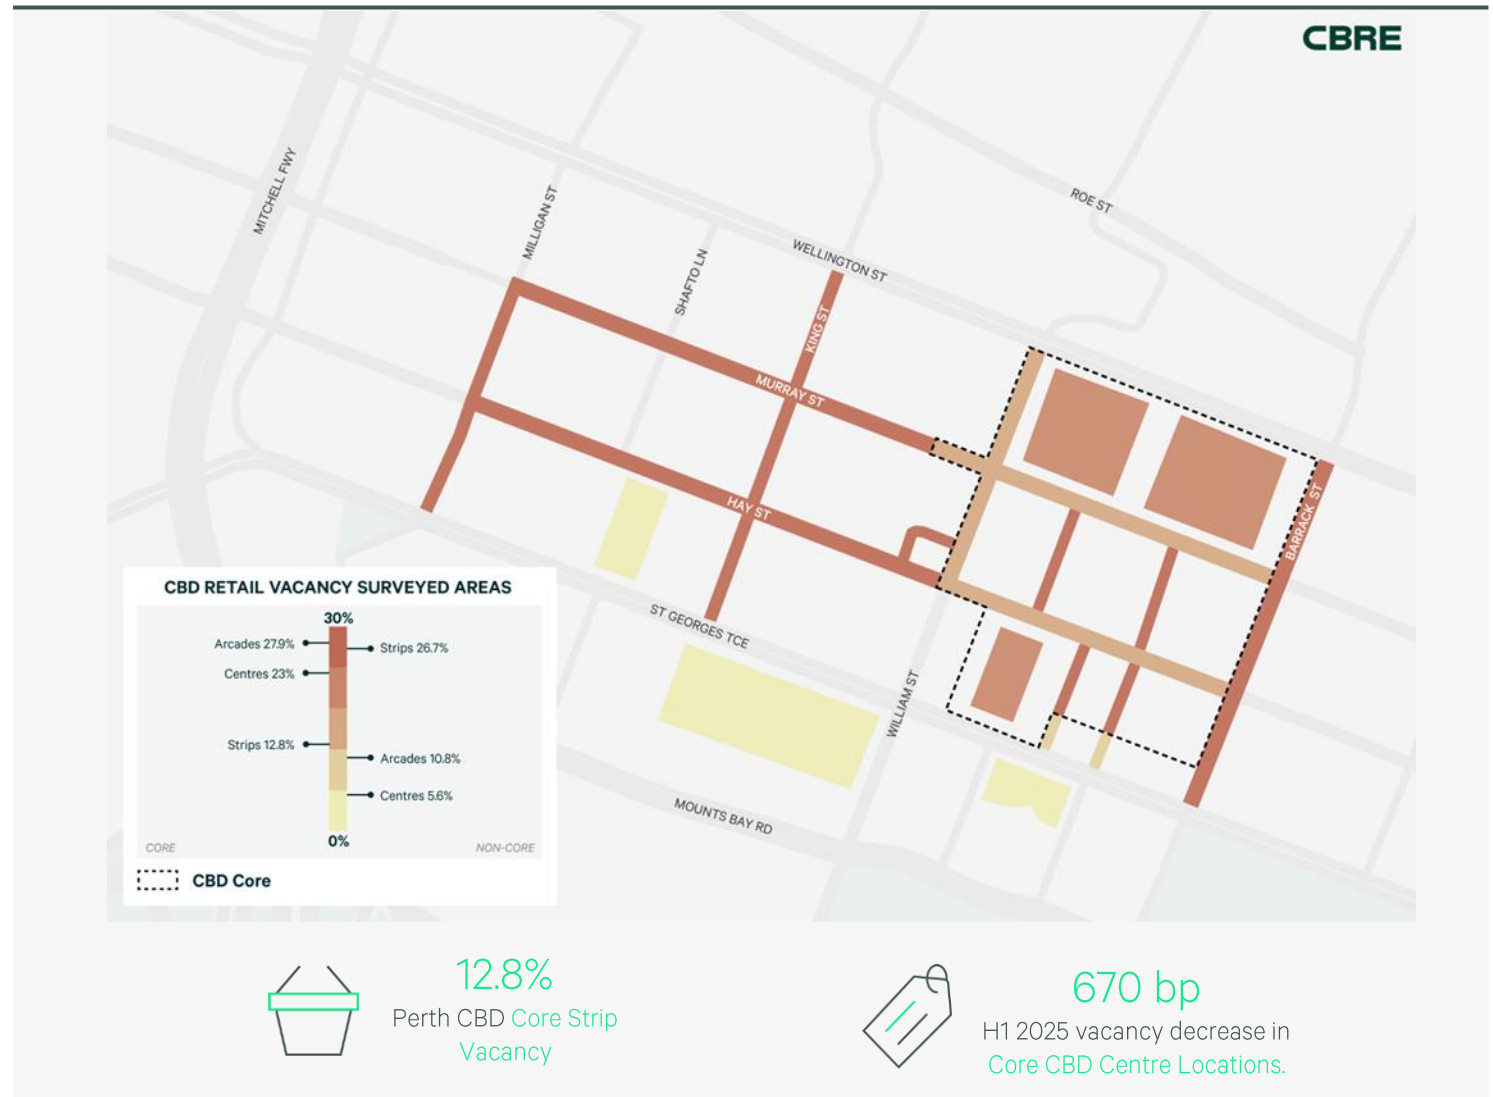 CBRE
MITCHELL FWY
MILLIGAN ST
SHAFTO LN
WELLINGTON ST
ROE ST
KING ST
MURRAY ST
HAY ST
BARRACK ST
ST GEORGES TCE
WILLIAM ST
MOUNTS BAY RD
CBD RETAIL VACANCY SURVEYED AREAS
30%
Arcades 27.9%
Strips 26.7%
Centres 23%
Strips 12.8%
Arcades 10.8%
Centres 5.6%
0%
CORE
NON-CORE
CBD Core
12.8%
Perth CBD Core Strip
Vacancy
670 bp
H1 2025 vacancy decrease in
Core CBD Centre Locations.